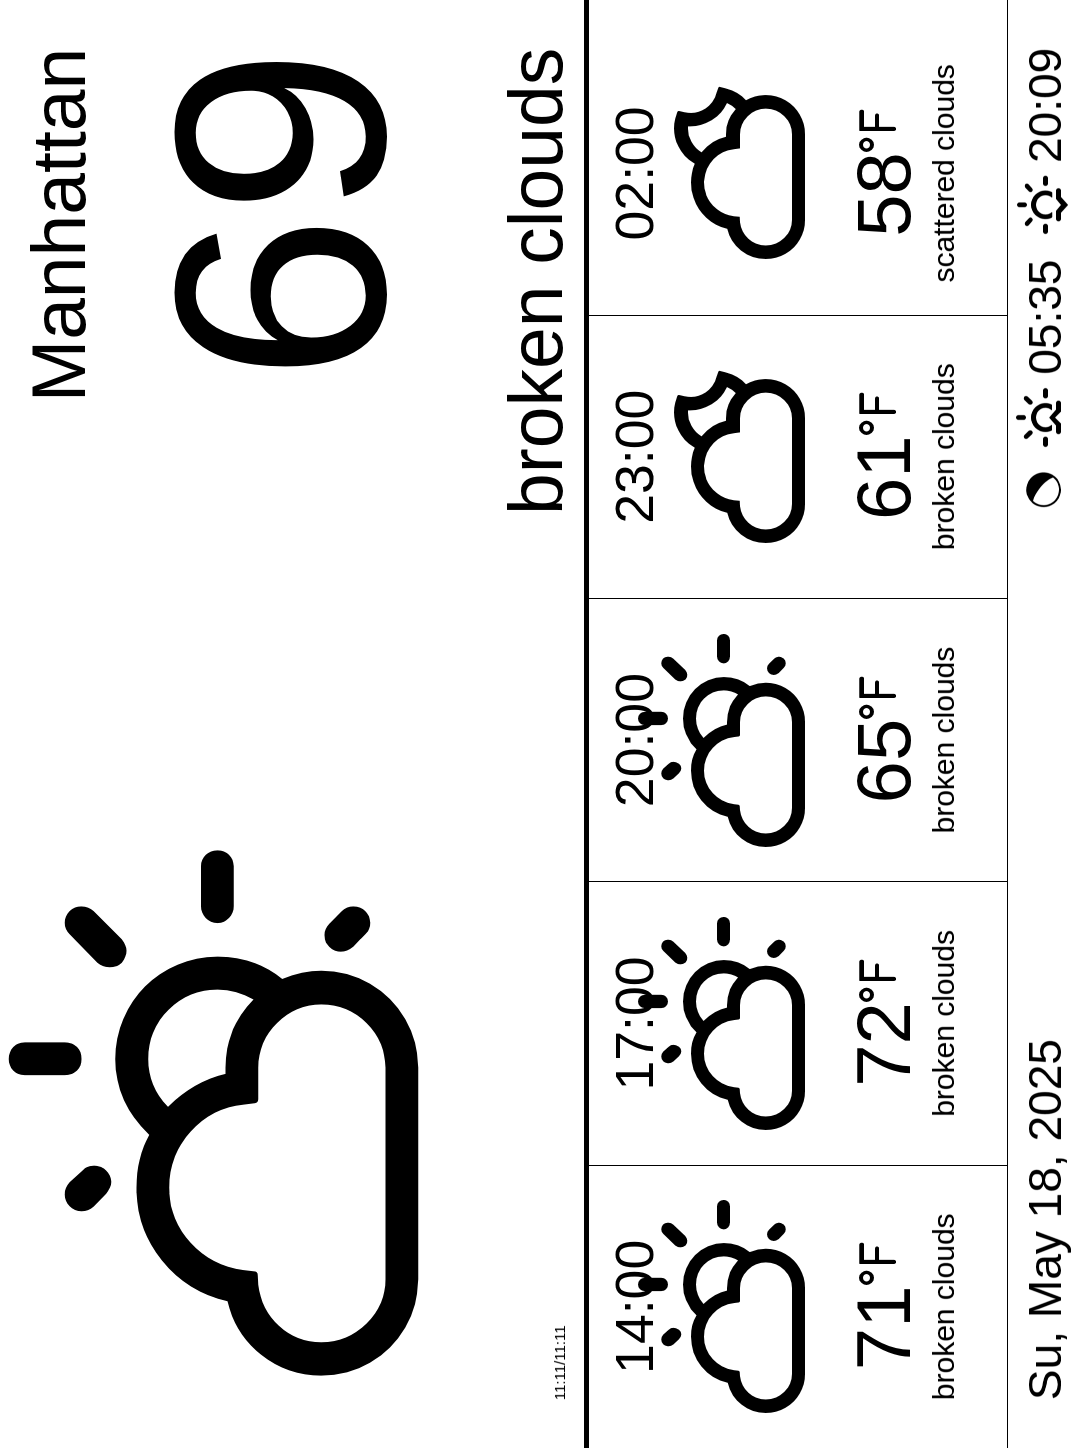 Manhattan
69
broken clouds
11:11/11:11
14:00 17:00 20:00 23:00 02:00
71°F 72°F 65°F 61°F 58°F
broken clouds broken clouds broken clouds broken clouds scattered clouds
Su, May 18, 2025 05:35 20:09